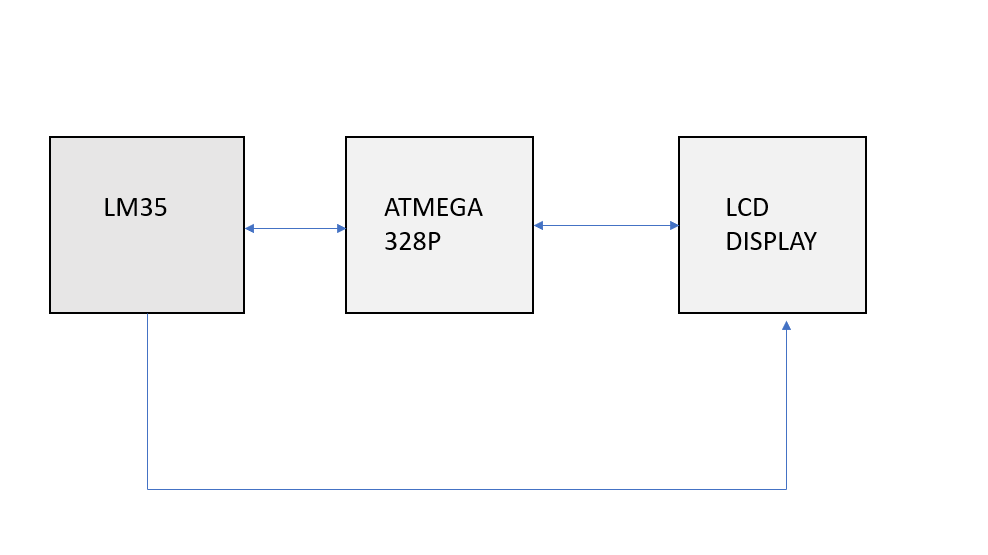 LM35
ATMEGA
328P
LCD
DISPLAY